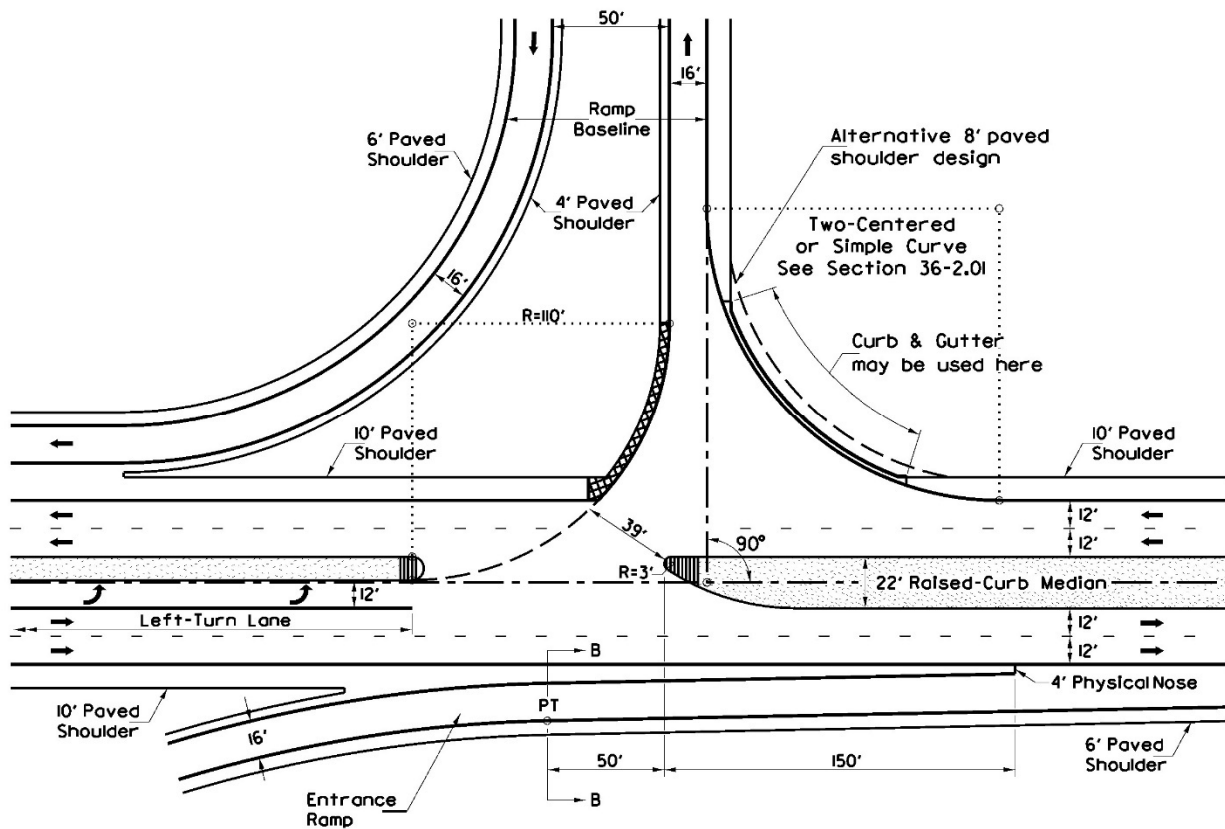 50'
16'
Ramp
Baseline
6' Paved
Shoulder
Alternative 8' paved
shoulder design
4' Paved
Shoulder
Two-Centered
or Simple Curve
See Section 36-2.01
16'
R=110'
Curb & Gutter
may be used here
10' Paved
Shoulder
10' Paved
Shoulder
39'
12'
12'
90°
R=3'
22' Raised-Curb Median
12'
Left-Turn Lane
12'
12'
B
4' Physical Nose
10' Paved
Shoulder
PT
16'
6' Paved
Shoulder
50'
150'
Entrance
Ramp
B